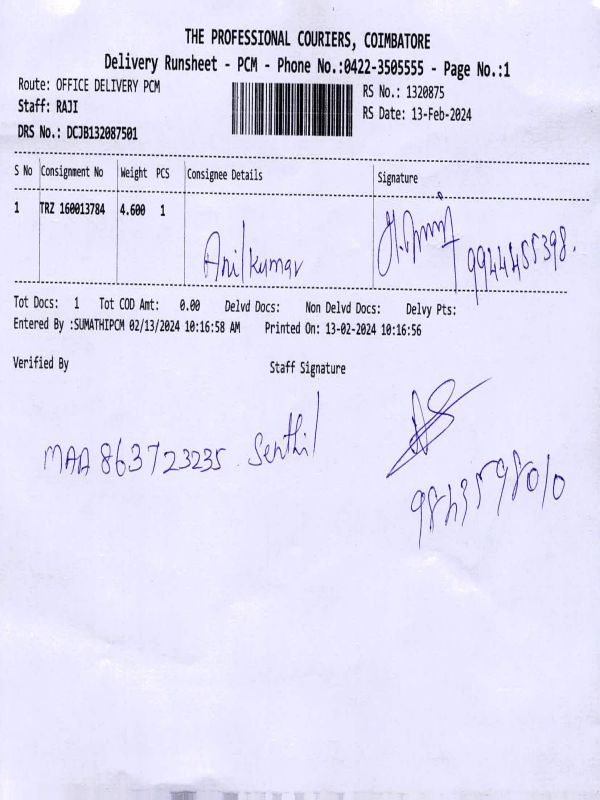 THE PROFESSIONAL COURIERS, COIMBATORE
Delivery Runsheet - PCM - Phone No.:0422-3505555 - Page No.:1
Route: OFFICE DELIVERY PCM
RS No.: 1320875
Staff: RAJI
RS Date: 13-Feb-2024
DRS No.: DCJB132087501
S No Consignment No Weight PCS Consignee Details Signature
1 TRZ 160013784 4.600 1
Anilkumar 9944455398.
Tot Docs: 1 Tot COD Amt: 0.00 Delvd Docs: Non Delvd Docs: Delvy Pts:
Entered By :SUMATHIPCM 02/13/2024 10:16:58 AM Printed On: 13-02-2024 10:16:56
Verified By Staff Signature
MAA 863723235. Senthil
9843598010